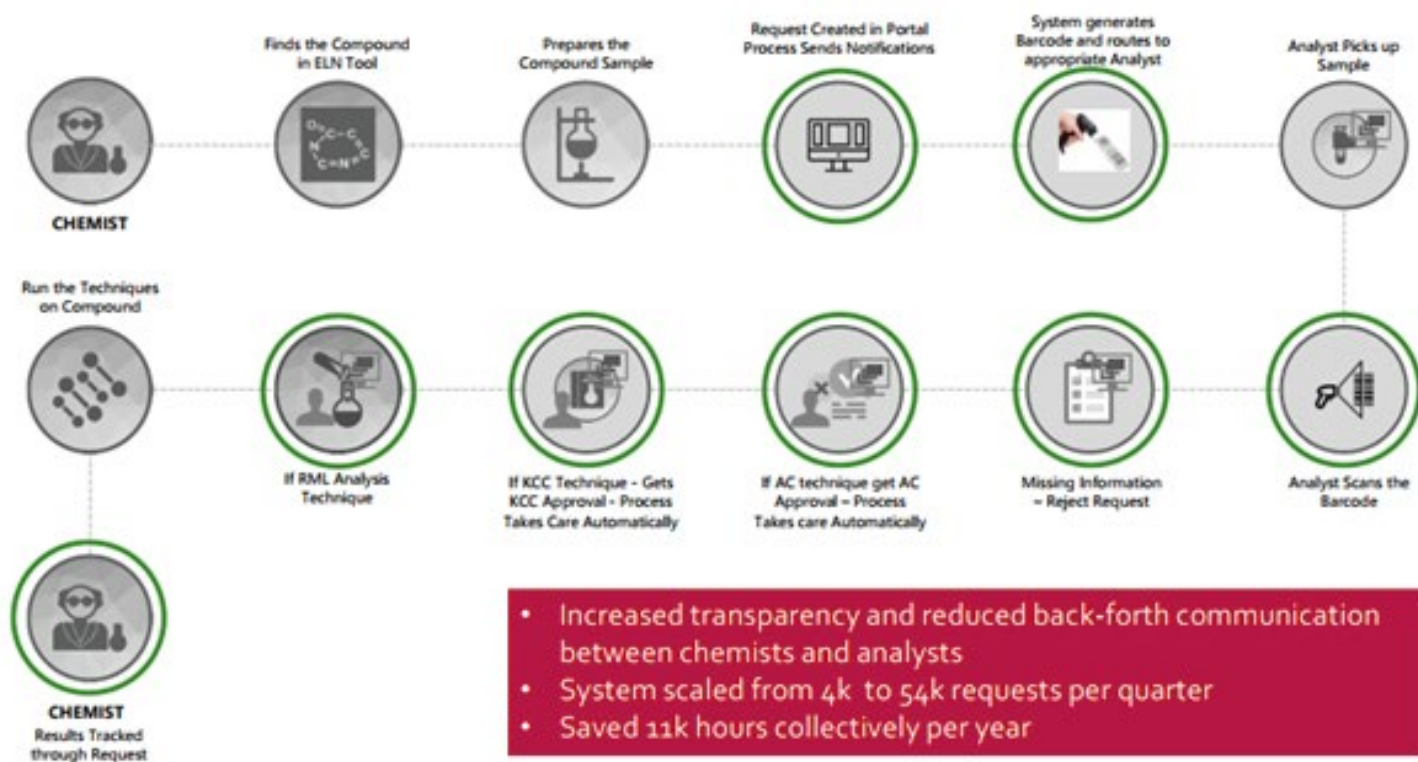 Finds the Compound
in ELN Tool
Prepares the
Compound Sample
Request Created in Portal
Process Sends Notifications
System generates
Barcode and routes to
appropriate Analyst
Analyst Picks up
Sample
CHEMIST
O
C
C
N
C
C
N
Run the Techniques
on Compound
If RML Analysis
Technique
If KCC Technique - Gets
KCC Approval - Process
Takes Care Automatically
If AC technique get AC
Approval – Process
Takes care Automatically
Missing Information
– Reject Request
Analyst Scans the
Barcode
CHEMIST
Results Tracked
through Request
• Increased transparency and reduced back-forth communication
between chemists and analysts
• System scaled from 4k to 54k requests per quarter
• Saved 11k hours collectively per year